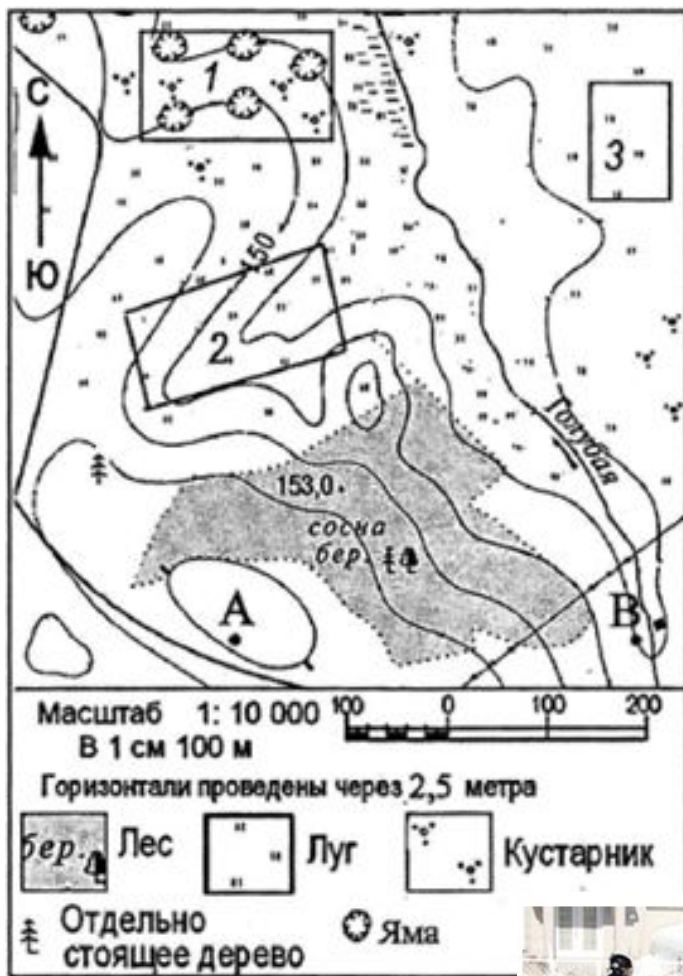 1
С
3
150
Ю
2
Голубая
153,0
сосна
бер.
А
В
Масштаб 1: 10 000
100 0 100 200
В 1 см 100 м
Горизонтали проведены через 2,5 метра
бер. Лес
Луг
Кустарник
Отдельно
стоящее дерево
Яма